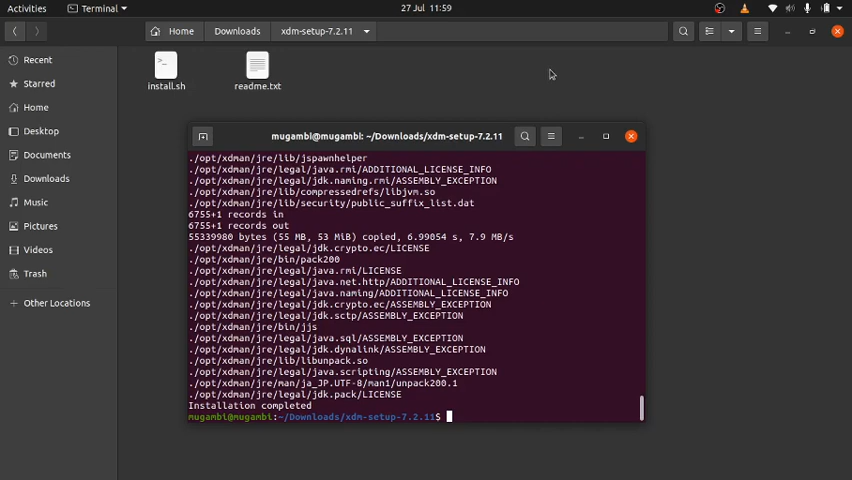 Activities
Terminal
27 Jul 11:59
Home
Downloads
xdm-setup-7.2.11
Recent
Starred
Home
Desktop
Documents
Downloads
Music
Pictures
Videos
Trash
+ Other Locations
install.sh
readme.txt
mugambi@mugambi: ~/Downloads/xdm-setup-7.2.11
./opt/xdman/jre/lib/jspawnhelper
./opt/xdman/jre/legal/java.rmi/ADDITIONAL_LICENSE_INFO
./opt/xdman/jre/legal/jdk.naming.rmi/ASSEMBLY_EXCEPTION
./opt/xdman/jre/lib/compressedrefs/libjvm.so
./opt/xdman/jre/lib/security/public_suffix_list.dat
6755+1 records in
6755+1 records out
55339980 bytes (55 MB, 53 MiB) copied, 6.99054 s, 7.9 MB/s
./opt/xdman/jre/legal/jdk.crypto.ec/LICENSE
./opt/xdman/jre/bin/pack200
./opt/xdman/jre/legal/java.rmi/LICENSE
./opt/xdman/jre/legal/java.net.http/ADDITIONAL_LICENSE_INFO
./opt/xdman/jre/legal/java.naming/ADDITIONAL_LICENSE_INFO
./opt/xdman/jre/legal/jdk.crypto.ec/ASSEMBLY_EXCEPTION
./opt/xdman/jre/legal/jdk.sctp/ASSEMBLY_EXCEPTION
./opt/xdman/jre/bin/jjs
./opt/xdman/jre/legal/java.sql/ASSEMBLY_EXCEPTION
./opt/xdman/jre/legal/jdk.dynalink/ASSEMBLY_EXCEPTION
./opt/xdman/jre/lib/libunpack.so
./opt/xdman/jre/legal/java.scripting/ASSEMBLY_EXCEPTION
./opt/xdman/jre/man/ja_JP.UTF-8/man1/unpack200.1
./opt/xdman/jre/legal/jdk.pack/LICENSE
Installation completed
mugambi@mugambi:~/Downloads/xdm-setup-7.2.11$